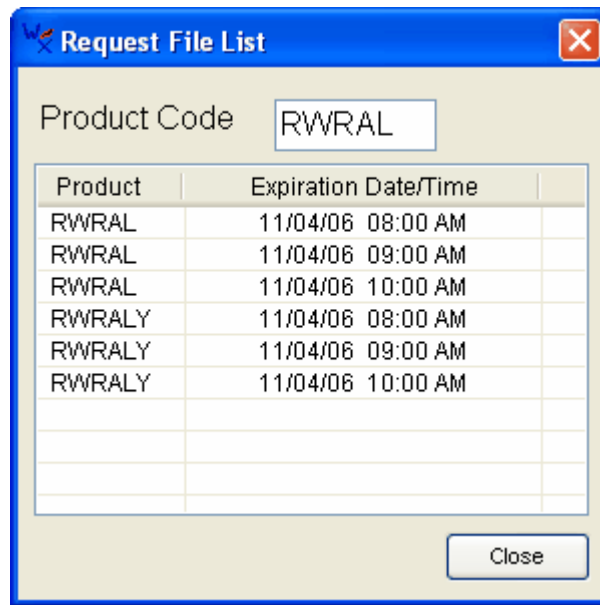 Wx Request File List
Product Code RWRAL
Product Expiration Date/Time
RWRAL 11/04/06 08:00 AM
RWRAL 11/04/06 09:00 AM
RWRAL 11/04/06 10:00 AM
RWRALY 11/04/06 08:00 AM
RWRALY 11/04/06 09:00 AM
RWRALY 11/04/06 10:00 AM
Close